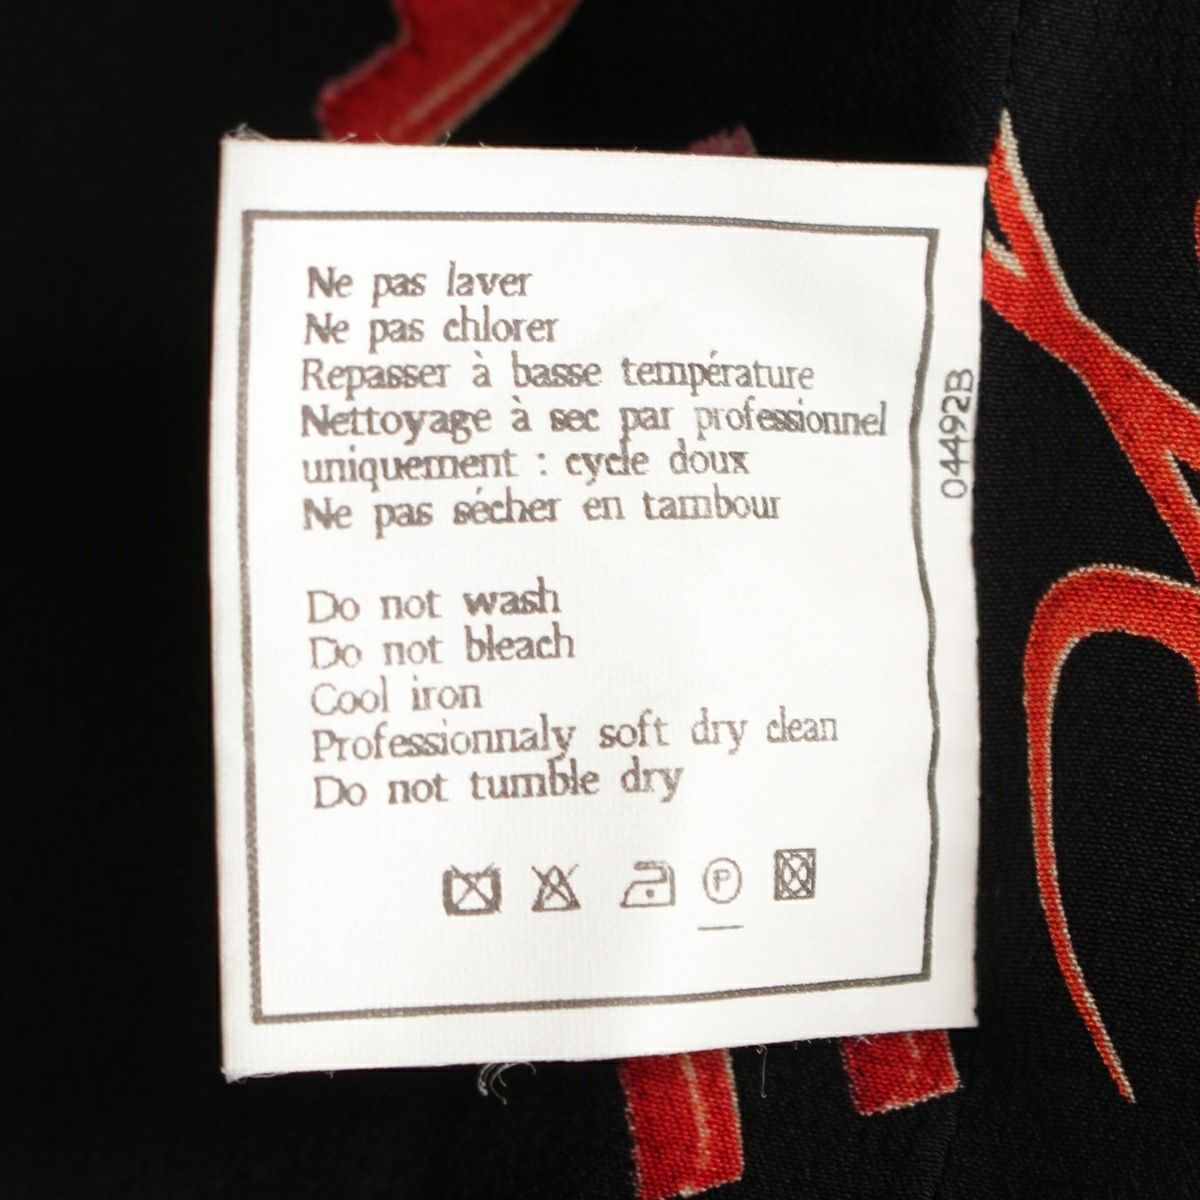 Ne pas laver
Ne pas chlorer
Repasser à basse température
Nettoyage à sec par professionnel
uniquement : cycle doux
Ne pas sécher en tambour
Do not wash
Do not bleach
Cool iron
Professionnaly soft dry clean
Do not tumble dry
P
04492B